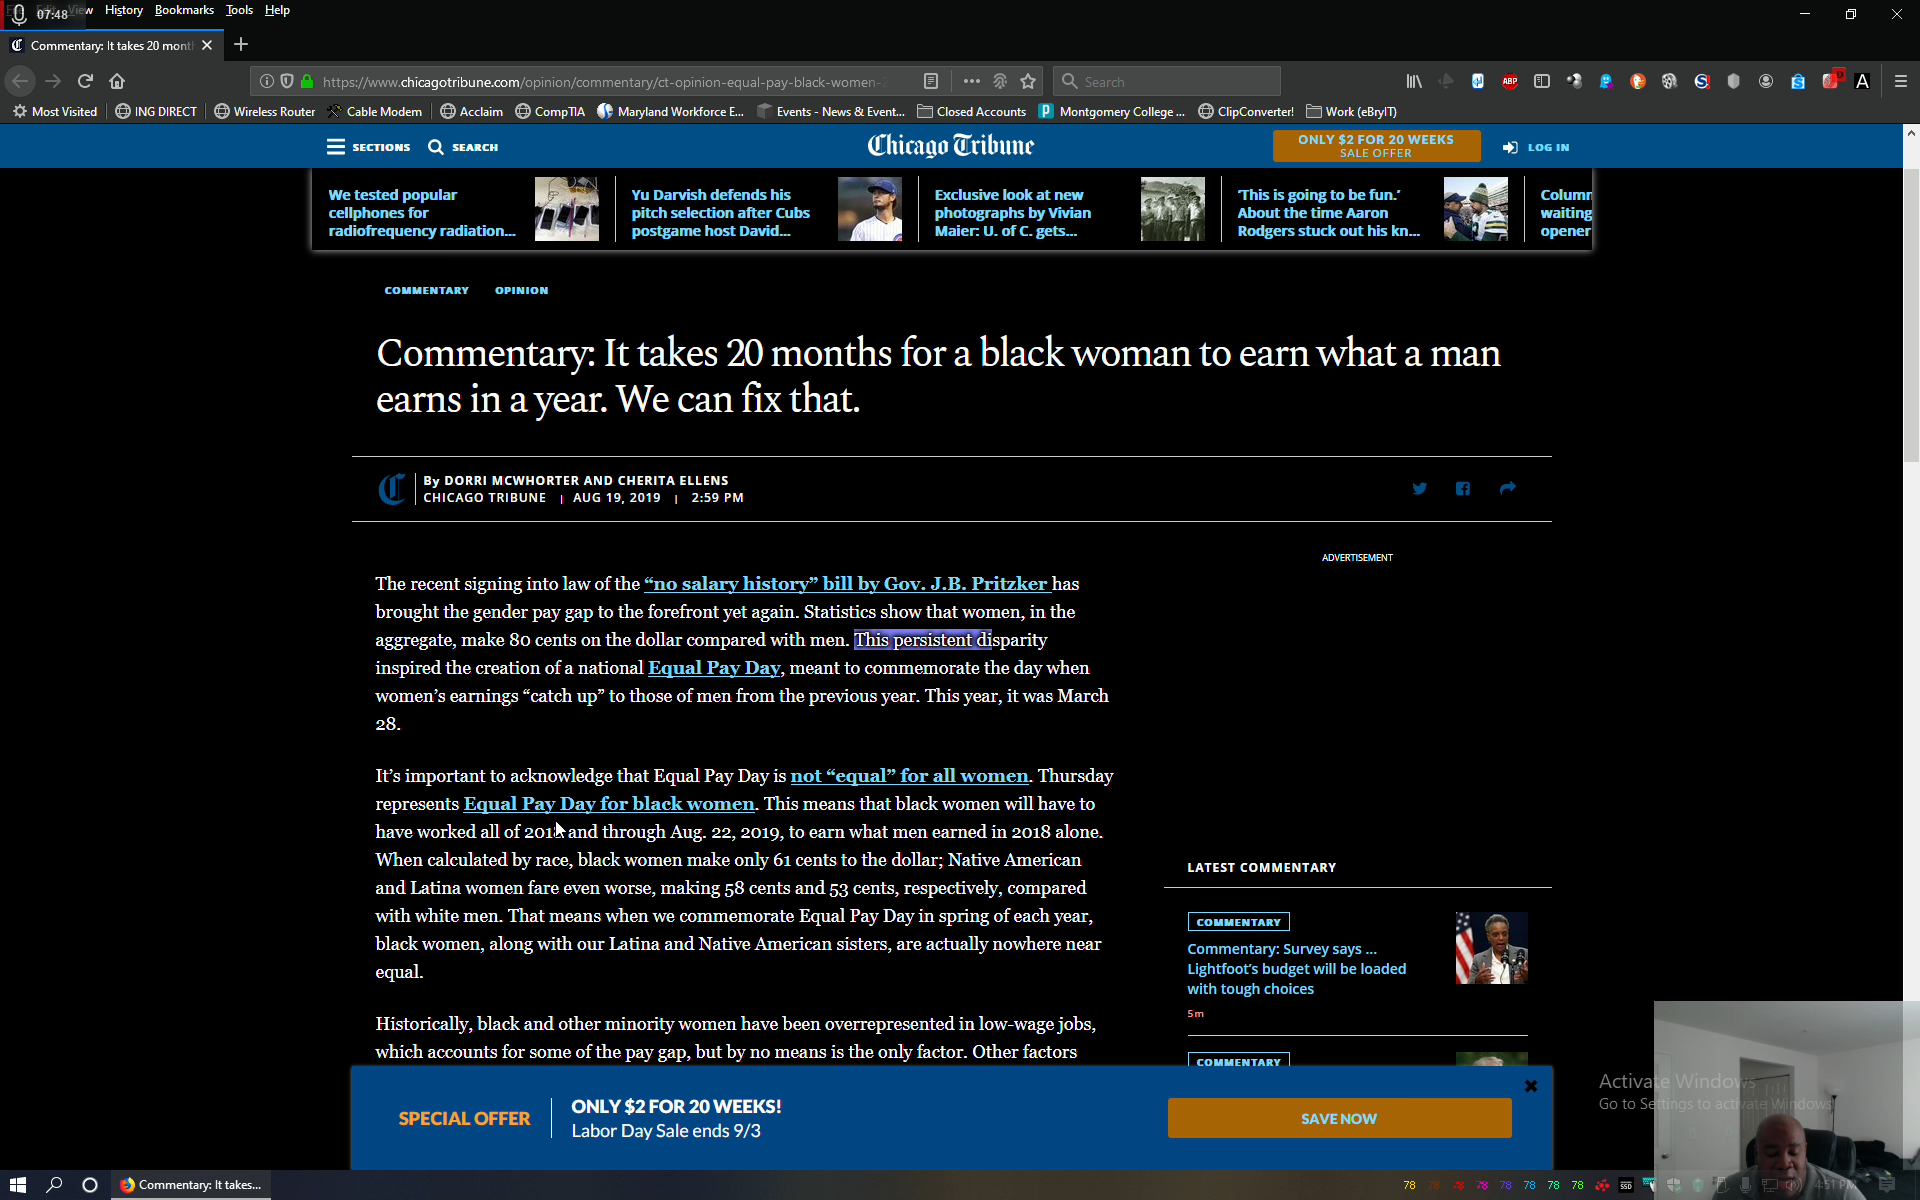 07:48
View History Bookmarks Tools Help
Commentary: It takes 20 mont
https://www.chicagotribune.com/opinion/commentary/ct-opinion-equal-pay-black-women-2
Search
Most Visited ING DIRECT Wireless Router Cable Modem Acclaim CompTIA Maryland Workforce E... Events - News & Event... Closed Accounts Montgomery College ... ClipConverter! Work (eBryIT)
SECTIONS SEARCH
Chicago Tribune
ONLY $2 FOR 20 WEEKS
SALE OFFER
LOG IN
We tested popular
cellphones for
radiofrequency radiation...
Yu Darvish defends his
pitch selection after Cubs
postgame host David...
Exclusive look at new
photographs by Vivian
Maier: U. of C. gets...
‘This is going to be fun.’
About the time Aaron
Rodgers stuck out his kn...
Column
waiting
opener
COMMENTARY OPINION
Commentary: It takes 20 months for a black woman to earn what a man
earns in a year. We can fix that.
By DORRI MCWHORTER AND CHERITA ELLENS
CHICAGO TRIBUNE | AUG 19, 2019 | 2:59 PM
ADVERTISEMENT
The recent signing into law of the “no salary history” bill by Gov. J.B. Pritzker has
brought the gender pay gap to the forefront yet again. Statistics show that women, in the
aggregate, make 80 cents on the dollar compared with men. This persistent disparity
inspired the creation of a national Equal Pay Day, meant to commemorate the day when
women’s earnings “catch up” to those of men from the previous year. This year, it was March
28.
It’s important to acknowledge that Equal Pay Day is not “equal” for all women. Thursday
represents Equal Pay Day for black women. This means that black women will have to
have worked all of 2018 and through Aug. 22, 2019, to earn what men earned in 2018 alone.
When calculated by race, black women make only 61 cents to the dollar; Native American
and Latina women fare even worse, making 58 cents and 53 cents, respectively, compared
with white men. That means when we commemorate Equal Pay Day in spring of each year,
black women, along with our Latina and Native American sisters, are actually nowhere near
equal.
Historically, black and other minority women have been overrepresented in low-wage jobs,
which accounts for some of the pay gap, but by no means is the only factor. Other factors
LATEST COMMENTARY
COMMENTARY
Commentary: Survey says ...
Lightfoot’s budget will be loaded
with tough choices
5m
COMMENTARY
SPECIAL OFFER
ONLY $2 FOR 20 WEEKS!
Labor Day Sale ends 9/3
SAVE NOW
Activate Windows
Go to Settings to activate Windows.
Commentary: It takes...
78 78 78 78 78 78 78 78
4:51 PM